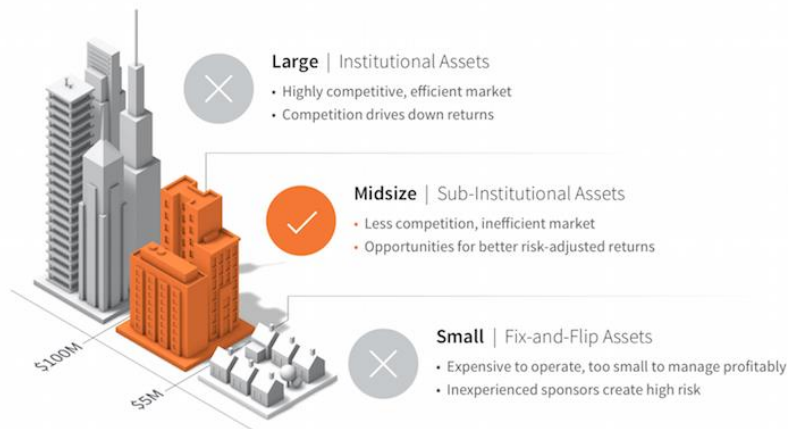 Large | Institutional Assets
• Highly competitive, efficient market
• Competition drives down returns
Midsize | Sub-Institutional Assets
• Less competition, inefficient market
• Opportunities for better risk-adjusted returns
$100M
Small | Fix-and-Flip Assets
• Expensive to operate, too small to manage profitably
$5M
• Inexperienced sponsors create high risk